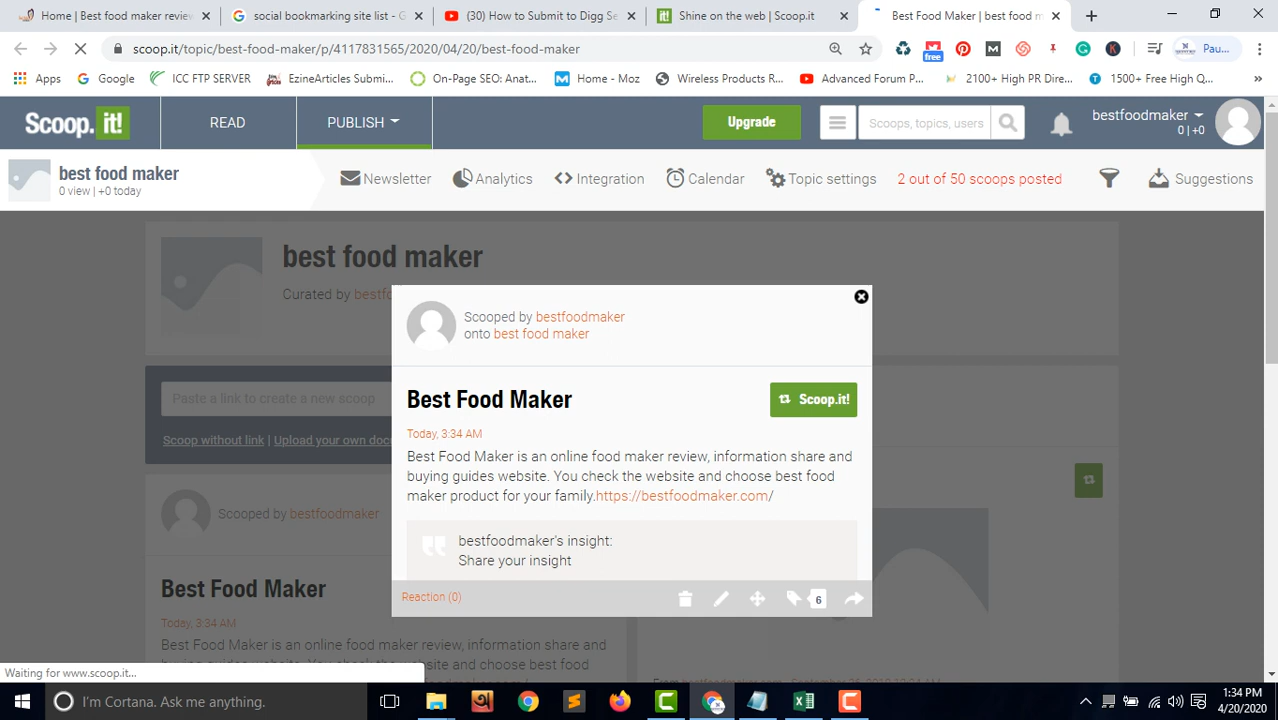 Home | Best food maker revie
social bookmarking site list - G
(30) How to Submit to Digg Se
Shine on the web | Scoop.it
Best Food Maker | best food m
scoop.it/topic/best-food-maker/p/4117831565/2020/04/20/best-food-maker
free
Pau...
Apps
Google
ICC FTP SERVER
EzineArticles Submi...
On-Page SEO: Anat...
Home - Moz
Wireless Products R...
Advanced Forum P...
2100+ High PR Dire...
1500+ Free High Q...
Scoop.it!
READ
PUBLISH
Upgrade
Scoops, topics, users
bestfoodmaker
0 | +0
best food maker
0 view | +0 today
Newsletter
Analytics
Integration
Calendar
Topic settings
2 out of 50 scoops posted
Suggestions
best food maker
Curated by bestfo
Paste a link to create a new scoop
Scoop without link | Upload your own docu
Scooped by bestfoodmaker
onto best food maker
Best Food Maker
Scoop.it!
Today, 3:34 AM
Best Food Maker is an online food maker review, information share and
buying guides website. You check the website and choose best food
maker product for your family.https://bestfoodmaker.com/
bestfoodmaker's insight:
Share your insight
Reaction (0)
6
Scooped by bestfoodmaker
Best Food Maker
Today, 3:34 AM
Best Food Maker is an online food maker review, information share and
Waiting for www.scoop.it...
I'm Cortana. Ask me anything.
1:34 PM
4/20/2020